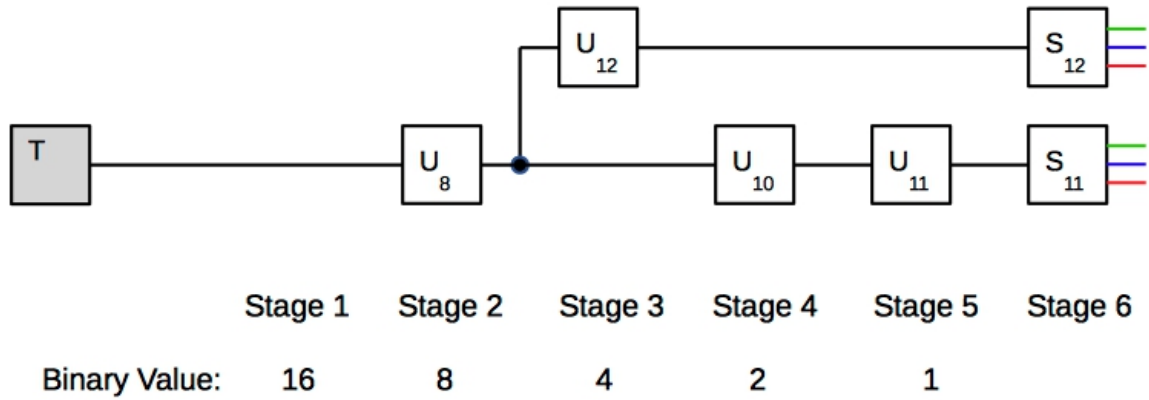 U12 S12
T U8 U10 U11 S11
Stage 1 Stage 2 Stage 3 Stage 4 Stage 5 Stage 6
Binary Value: 16 8 4 2 1